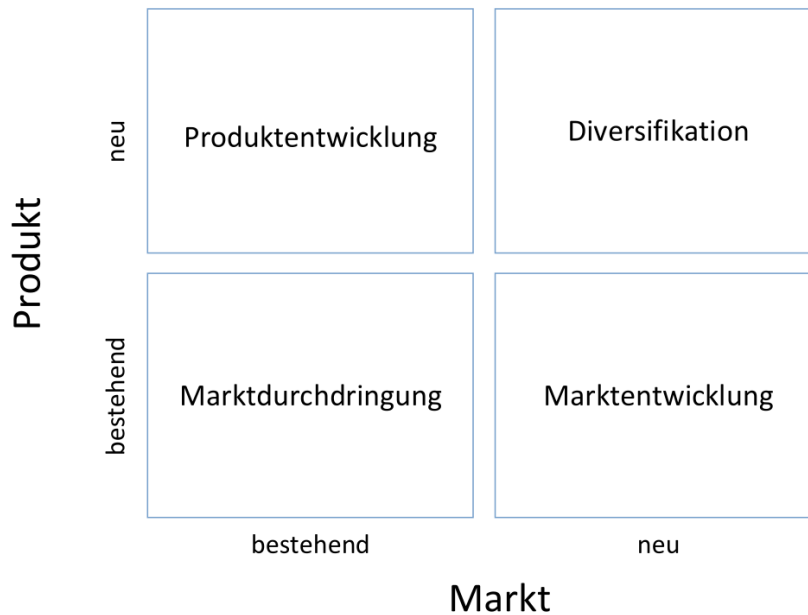 Produkt
neu
Produktentwicklung
Diversifikation
bestehend
Marktdurchdringung
Marktentwicklung
bestehend
neu
Markt